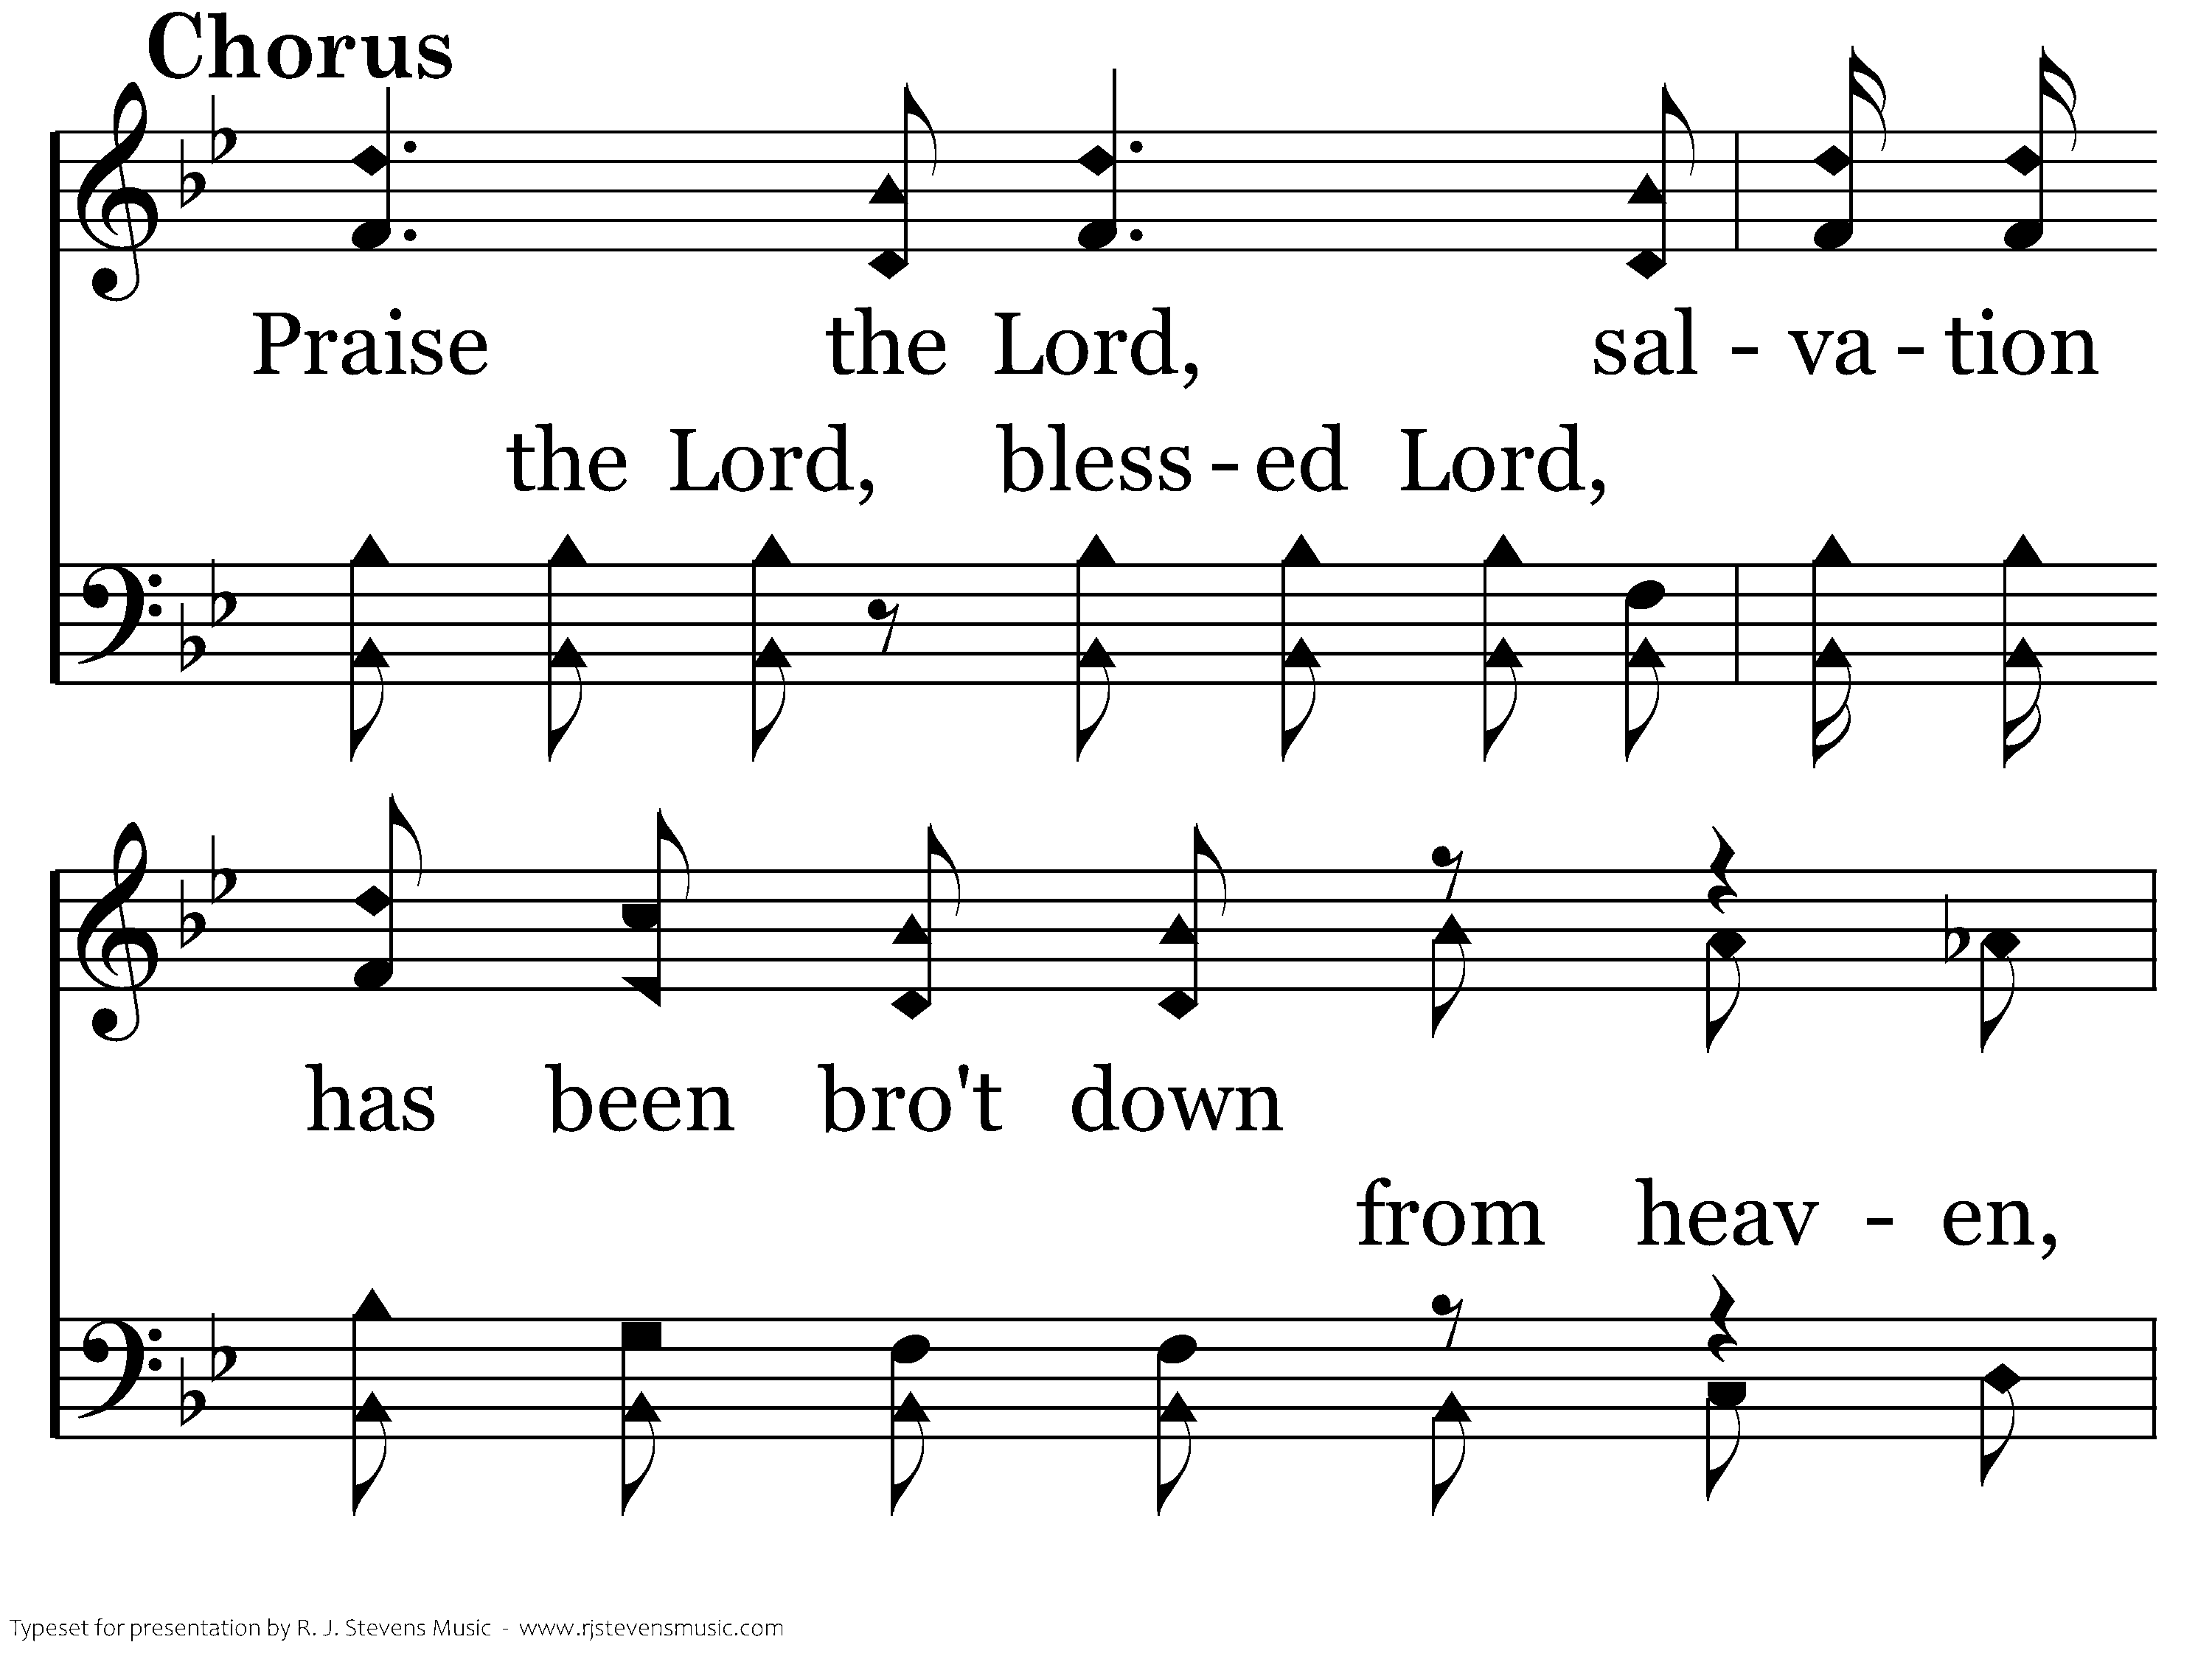 Chorus
Praise the Lord, sal - va - tion
the Lord, bless - ed Lord,
has been bro't down
from heav - en,
Typeset for presentation by R. J. Stevens Music - www.rjstevensmusic.com